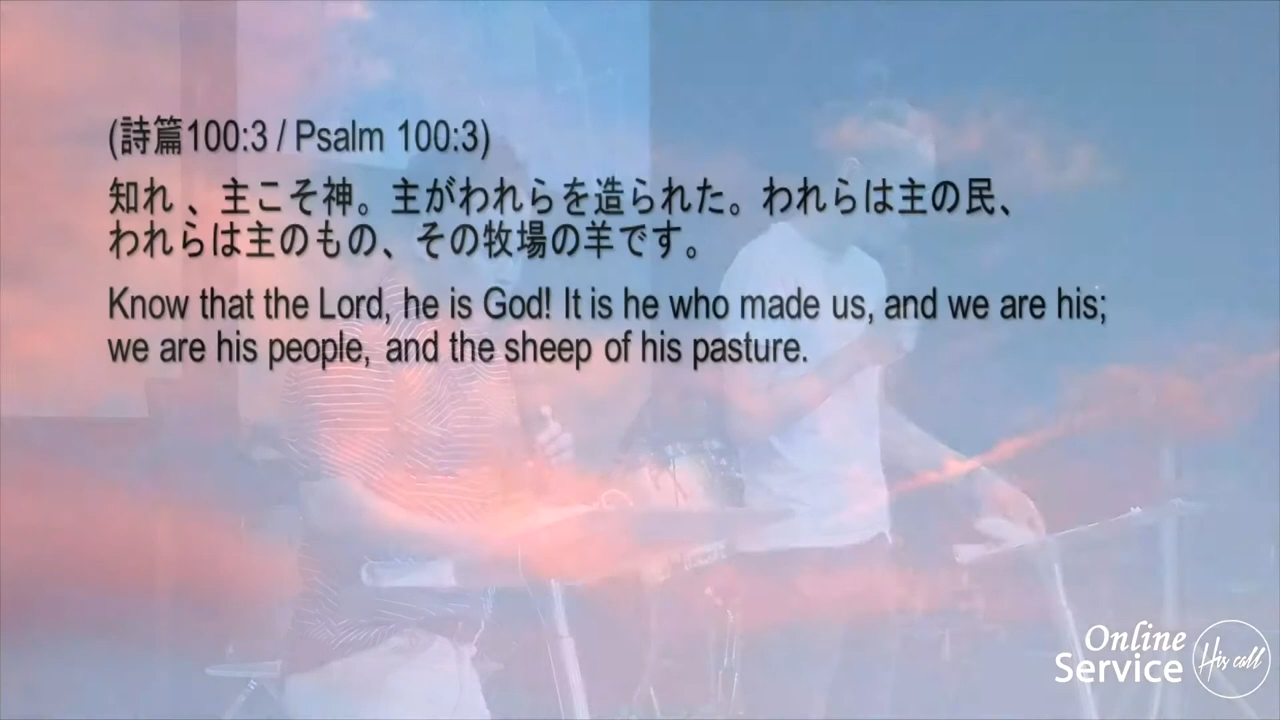 (詩篇100:3 / Psalm 100:3)
知れ 、主こそ神。主がわれらを造られた。われらは主の民、
われらは主のもの、その牧場の羊です。
Know that the Lord, he is God! It is he who made us, and we are his;
we are his people, and the sheep of his pasture.
Online
Service
His call